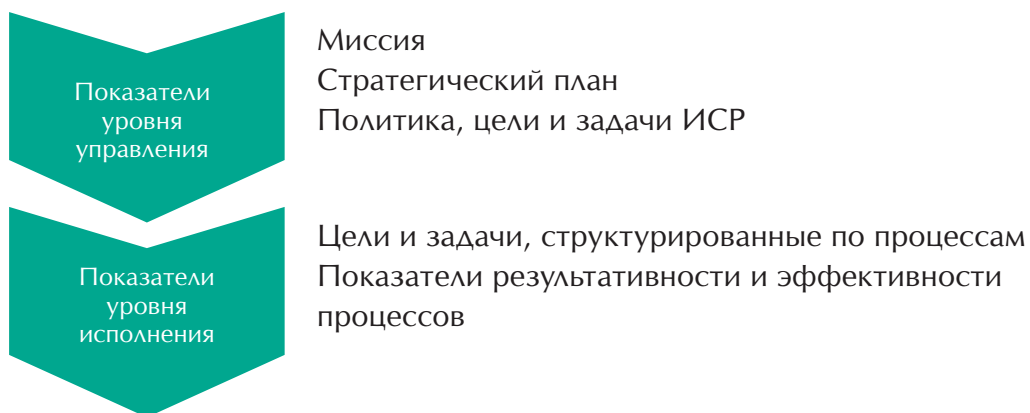 Показатели
уровня
управления
Миссия
Стратегический план
Политика, цели и задачи ИСР
Показатели
уровня
исполнения
Цели и задачи, структурированные по процессам
Показатели результативности и эффективности
процессов